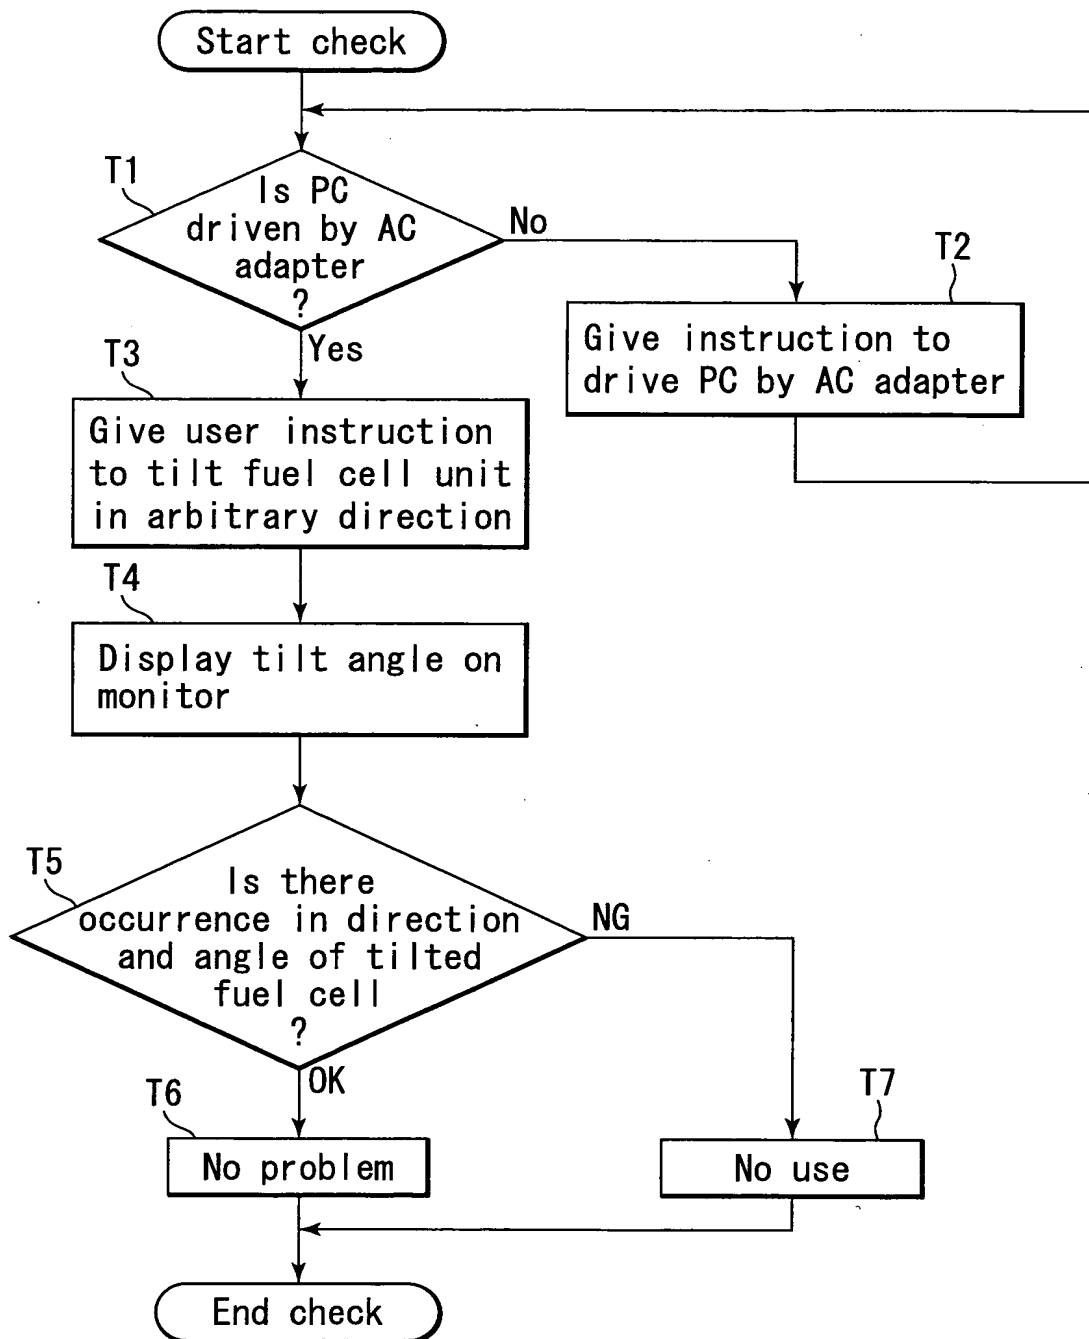 Start check
T1
Is PC
driven by AC
adapter
?
No
Yes
T2
Give instruction to
drive PC by AC adapter
T3
Give user instruction
to tilt fuel cell unit
in arbitrary direction
T4
Display tilt angle on
monitor
T5
Is there
occurrence in direction
and angle of tilted
fuel cell
?
NG
OK
T6
No problem
T7
No use
End check